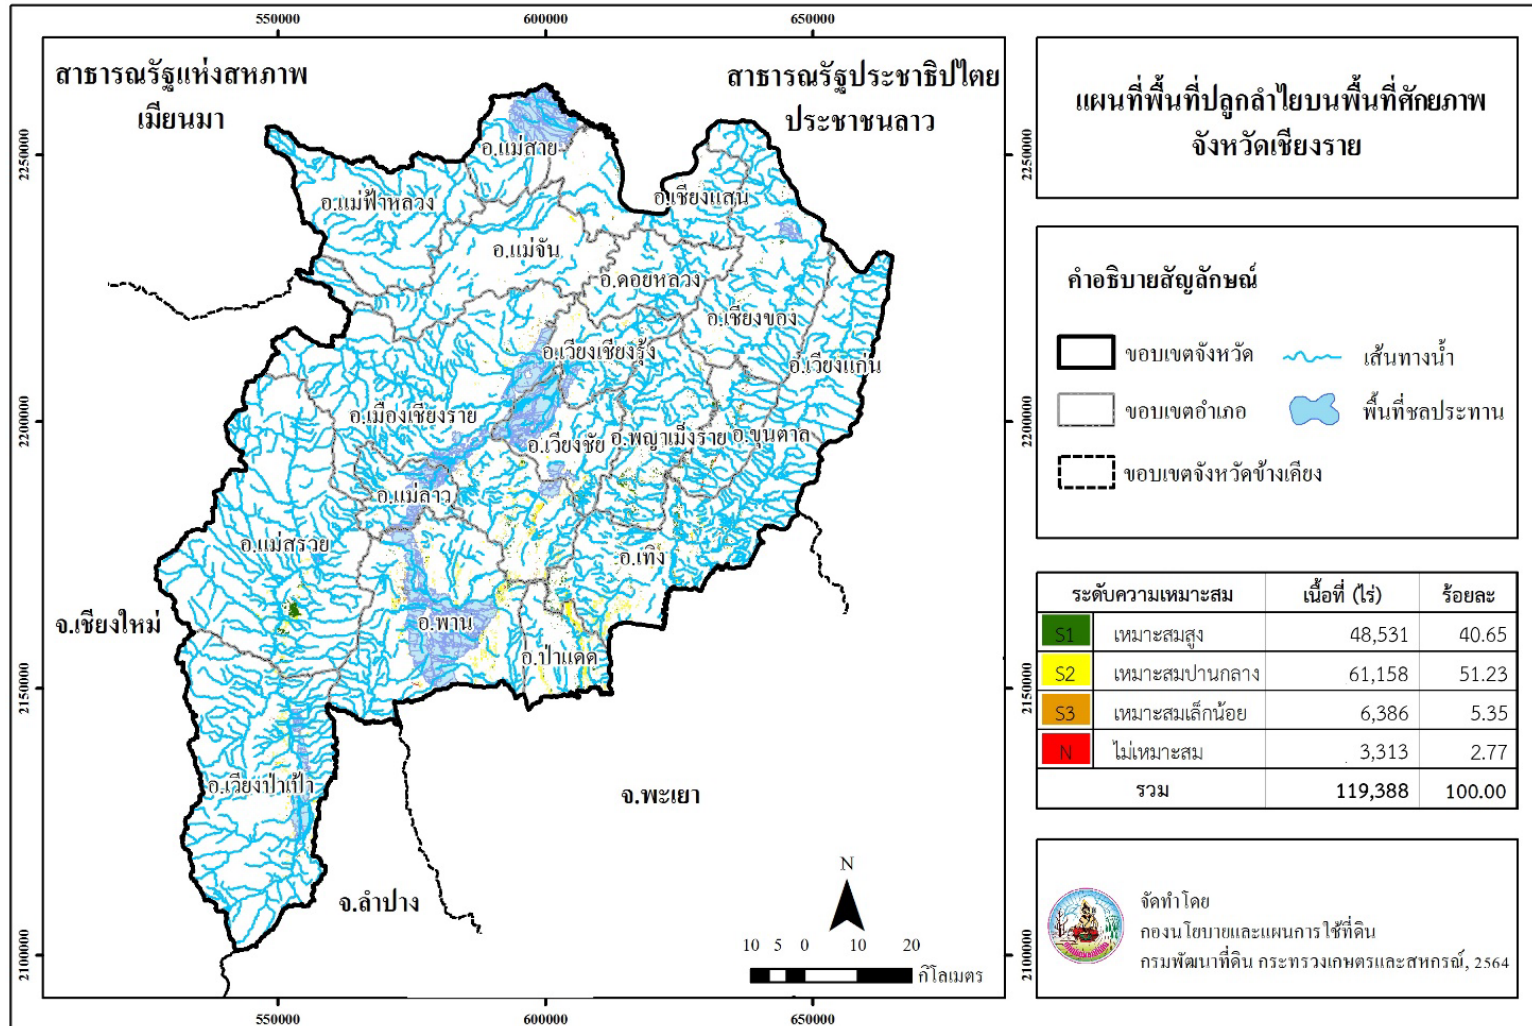 550000
600000
650000
สาธารณรัฐแห่งสหภาพ
เมียนมา
สาธารณรัฐประชาธิปไตย
ประชาชนลาว
2250000
2250000
2200000
2200000
2150000
2150000
2100000
2100000
อ.แม่สาย
อ.แม่ฟ้าหลวง
อ.เชียงแสน
อ.แม่จัน
อ.ดอยหลวง
อ.เชียงของ
อ.เวียงเชียงรุ้ง
อ.เวียงแก่น
อ.เมืองเชียงราย
อ.เวียงชัย
อ.พญาเม็งราย
อ.ขุนตาล
อ.แม่ลาว
อ.แม่สรวย
อ.เทิง
จ.เชียงใหม่
อ.พาน
อ.ป่าแดด
อ.เวียงป่าเป้า
จ.พะเยา
จ.ลำปาง
N
10 5 0 10 20
กิโลเมตร
550000
600000
650000
แผนที่พื้นที่ปลูกลำไยบนพื้นที่ศักยภาพ
จังหวัดเชียงราย
คำอธิบายสัญลักษณ์
ขอบเขตจังหวัด
เส้นทางน้ำ
ขอบเขตอำเภอ
พื้นที่ชลประทาน
ขอบเขตจังหวัดข้างเคียง
ระดับความเหมาะสม เนื้อที่ (ไร่) ร้อยละ
S1 เหมาะสมสูง 48,531 40.65
S2 เหมาะสมปานกลาง 61,158 51.23
S3 เหมาะสมเล็กน้อย 6,386 5.35
N ไม่เหมาะสม 3,313 2.77
รวม 119,388 100.00
จัดทำโดย
กองนโยบายและแผนการใช้ที่ดิน
กรมพัฒนาที่ดิน กระทรวงเกษตรและสหกรณ์, 2564